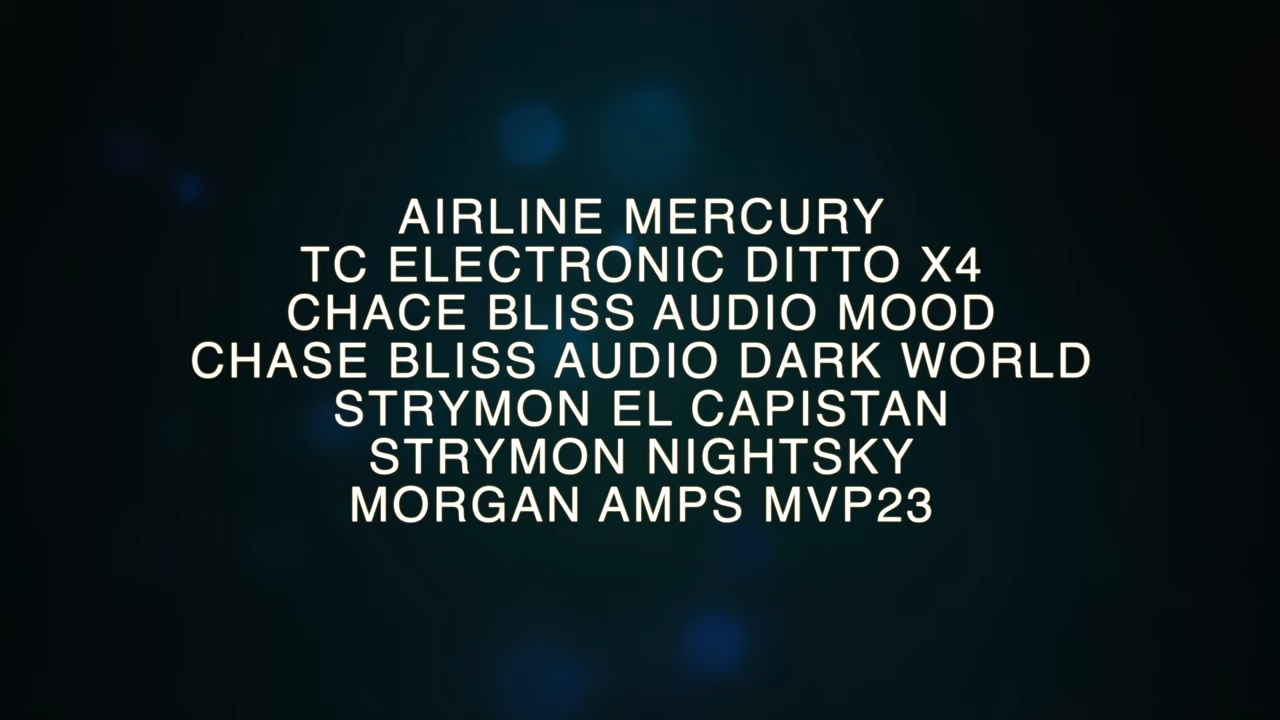 AIRLINE MERCURY
TC ELECTRONIC DITTO X4
CHACE BLISS AUDIO MOOD
CHASE BLISS AUDIO DARK WORLD
STRYMON EL CAPISTAN
STRYMON NIGHTSKY
MORGAN AMPS MVP23